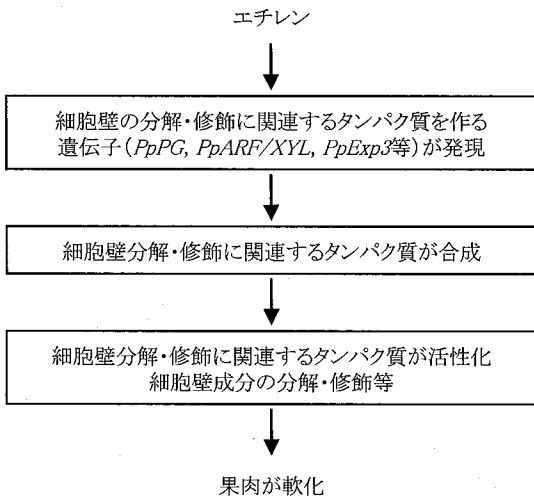 エチレン
細胞壁の分解・修飾に関連するタンパク質を作る
遺伝子(PpPG, PpARF/XYL, PpExp3等)が発現
細胞壁分解・修飾に関連するタンパク質が合成
細胞壁分解・修飾に関連するタンパク質が活性化
細胞壁成分の分解・修飾等
果肉が軟化